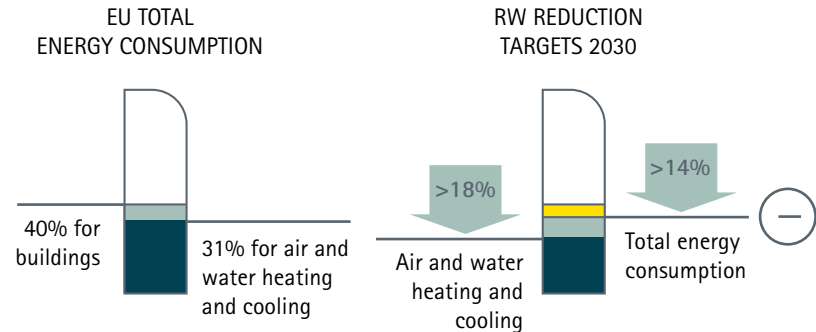 EU TOTAL
ENERGY CONSUMPTION
40% for
buildings
31% for air and
water heating
and cooling
RW REDUCTION
TARGETS 2030
>18%
>14%
Air and water
heating and
cooling
Total energy
consumption